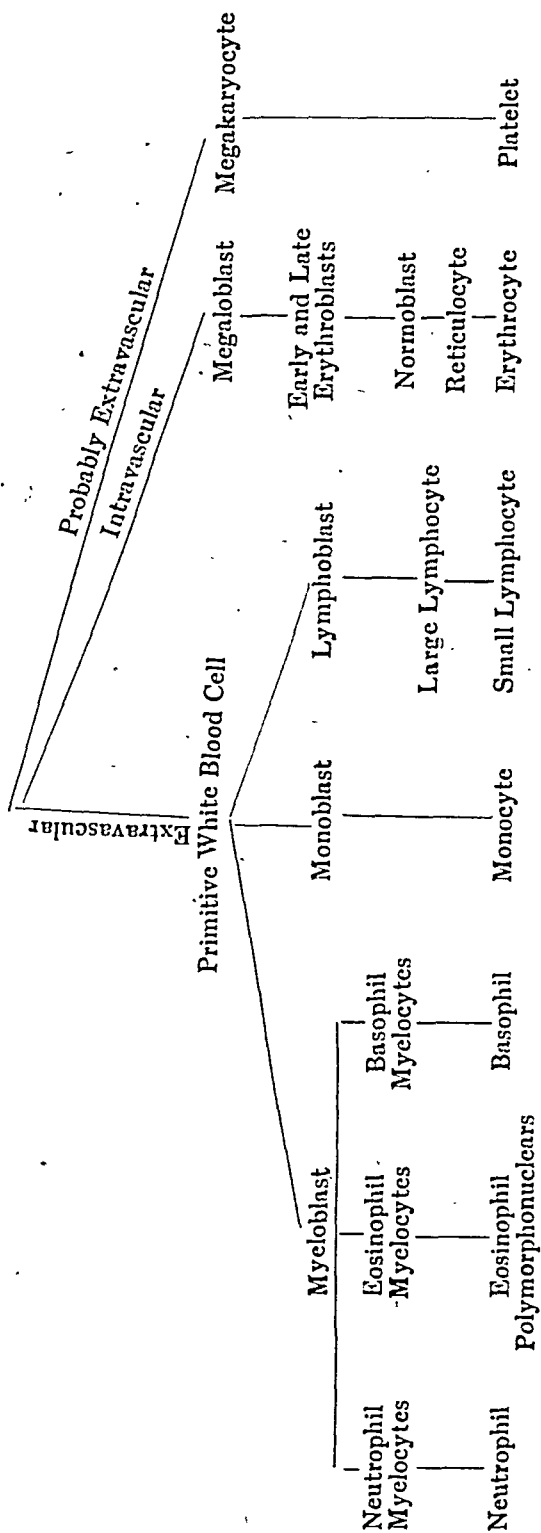 Probably Extravascular
Intravascular
Extravascular
Primitive White Blood Cell
Megaloblast
Megakaryocyte
Myeloblast
Monoblast
Lymphoblast
Early and Late
Erythroblasts
Neutrophil
Myelocytes
Eosinophil
Myelocytes
Basophil
Myelocytes
Large Lymphocyte
Normoblast
Reticulocyte
Neutrophil
Eosinophil
Polymorphonuclears
Basophil
Monocyte
Small Lymphocyte
Erythrocyte
Platelet